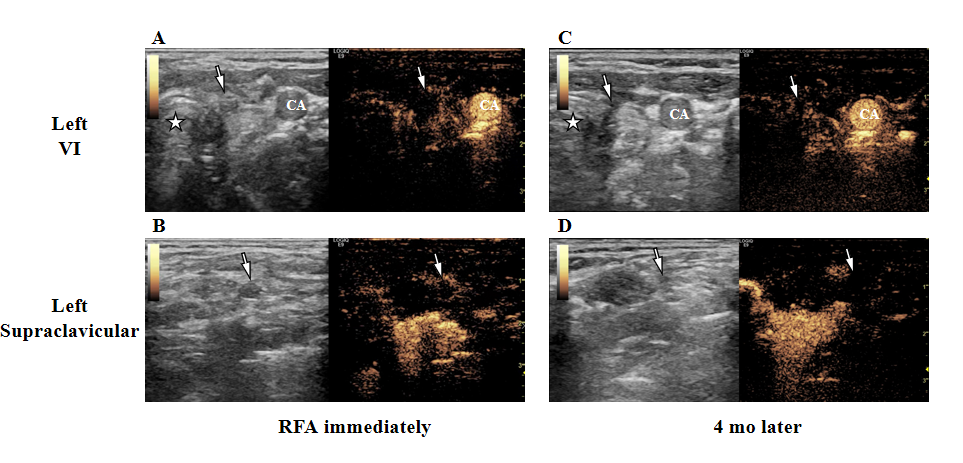 A
C
LOGIQ
LOGIQ
CA
CA
CA
CA
Left
VI
B
D
LOGIQ
LOGIQ
Left
Supraclavicular
RFA immediately
4 mo later